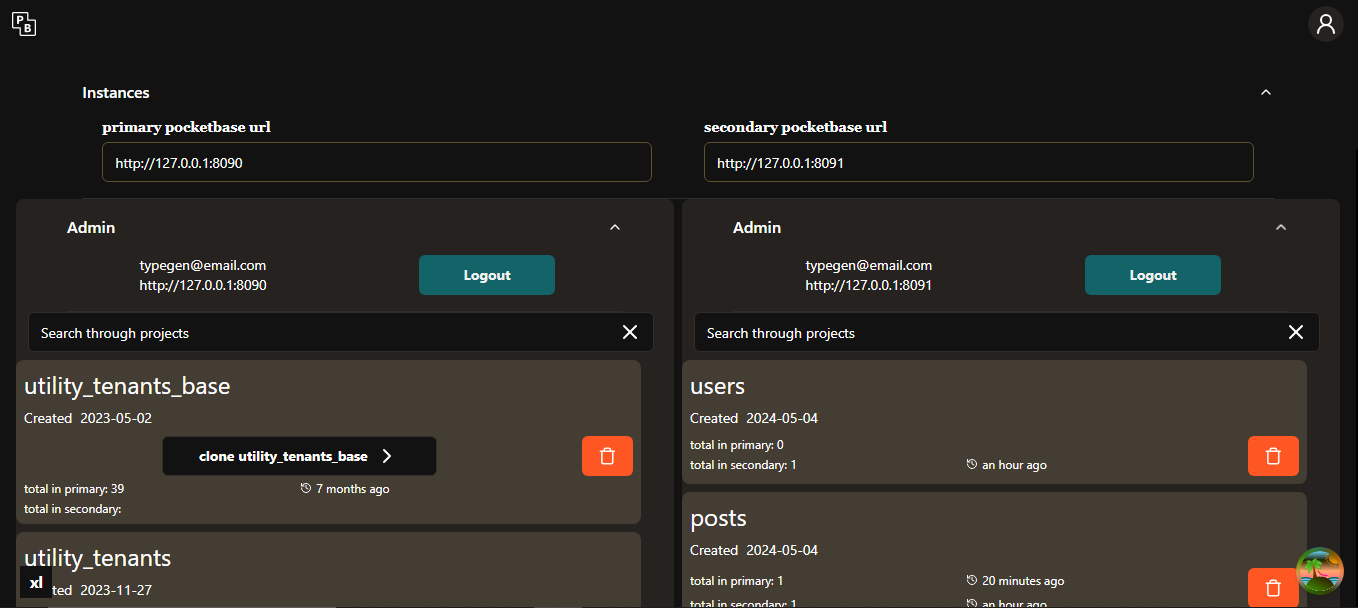 P
B
Instances
primary pocketbase url
secondary pocketbase url
http://127.0.0.1:8090
http://127.0.0.1:8091
Admin
typegen@email.com
http://127.0.0.1:8090
Logout
Search through projects
utility_tenants_base
Created 2023-05-02
clone utility_tenants_base
total in primary: 39
7 months ago
total in secondary:
utility_tenants
ted 2023-11-27
xl
Admin
typegen@email.com
http://127.0.0.1:8091
Logout
Search through projects
users
Created 2024-05-04
total in primary: 0
total in secondary: 1
an hour ago
posts
Created 2024-05-04
total in primary: 1
20 minutes ago
total in secondary: 1
an hour ago